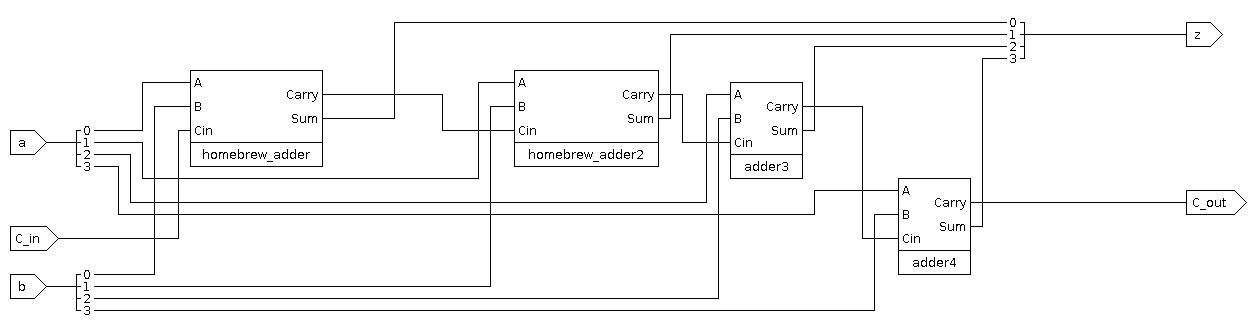 0
1
2
3
z
A
B
Cin
Carry
Sum
homebrew_adder
A
B
Cin
Carry
Sum
homebrew_adder2
A
B
Cin
Carry
Sum
adder3
a
0
1
2
3
A
B
Cin
Carry
Sum
adder4
C_out
C_in
b
0
1
2
3